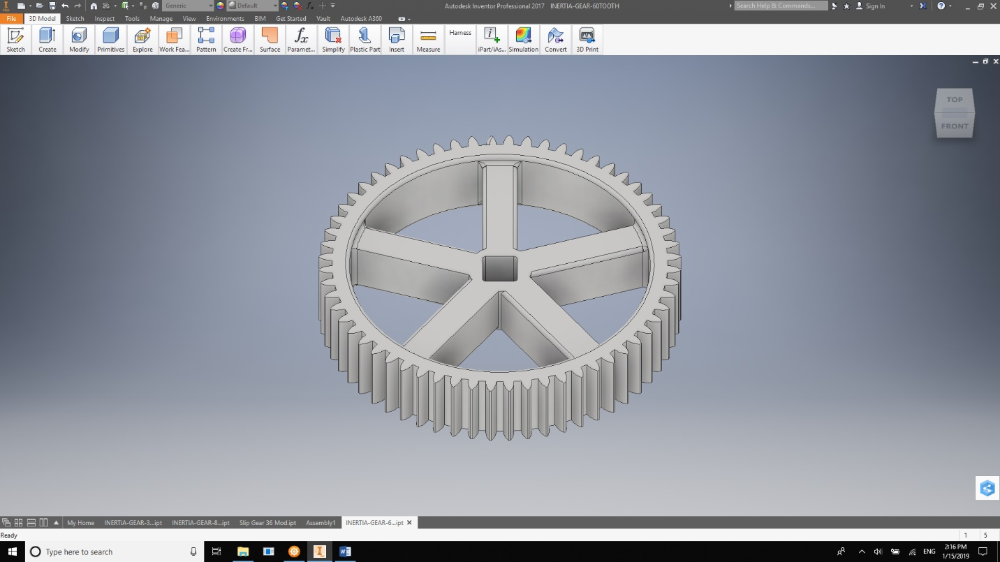 Generic
Default
Autodesk Inventor Professional 2017 INERTIA-GEAR-60TOOTH
Search Help & Commands...
Sign In
File 3D Model Sketch Inspect Tools Manage View Environments BIM Get Started Vault Autodesk A360
Sketch Create Modify Primitives Explore Work Fea... Pattern Create Fr... Surface Paramet... Simplify Plastic Part Insert Measure Harness iPart/iAs... Simulation Convert 3D Print
TOP
FRONT
My Home INERTIA-GEAR-3...ipt INERTIA-GEAR-8...ipt Slip Gear 36 Mod.ipt Assembly1 INERTIA-GEAR-6...ipt
Ready 1 5
Type here to search
ENG
2:16 PM
1/15/2019